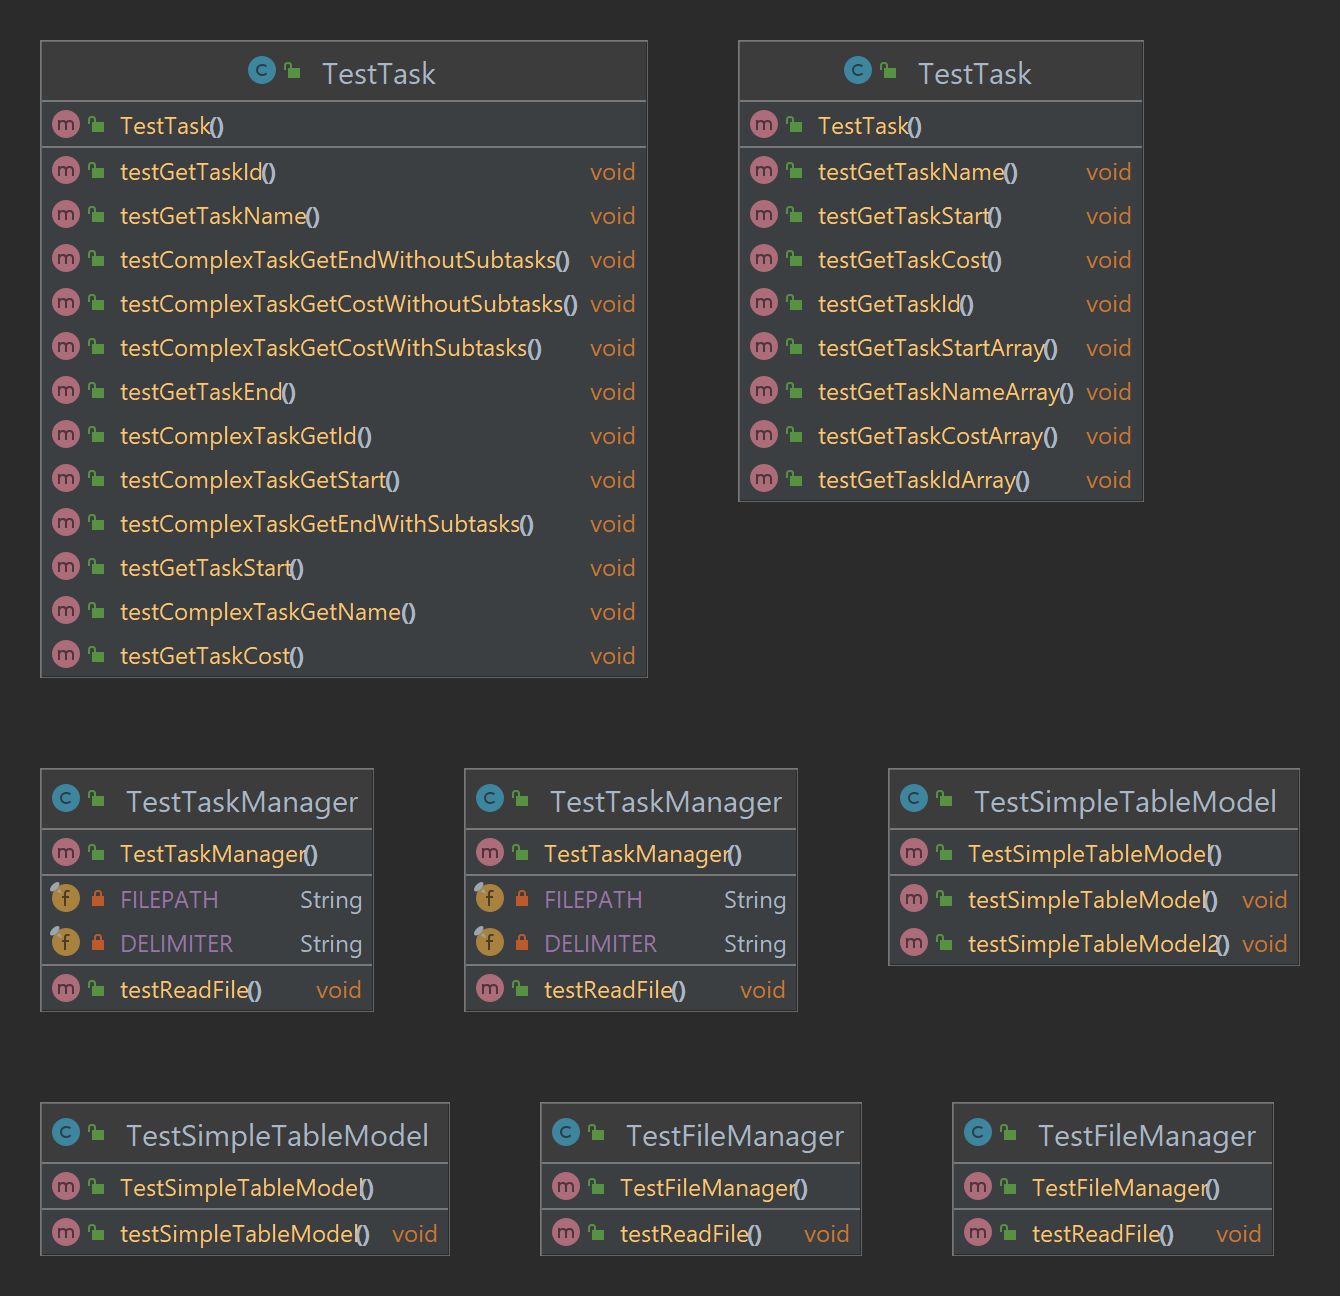 TestTask
TestTask()
testGetTaskId() void
testGetTaskName() void
testComplexTaskGetEndWithoutSubtasks() void
testComplexTaskGetCostWithoutSubtasks() void
testComplexTaskGetCostWithSubtasks() void
testGetTaskEnd() void
testComplexTaskGetId() void
testComplexTaskGetStart() void
testComplexTaskGetEndWithSubtasks() void
testGetTaskStart() void
testComplexTaskGetName() void
testGetTaskCost() void
TestTask
TestTask()
testGetTaskName() void
testGetTaskStart() void
testGetTaskCost() void
testGetTaskId() void
testGetTaskStartArray() void
testGetTaskNameArray() void
testGetTaskCostArray() void
testGetTaskIdArray() void
TestTaskManager
TestTaskManager()
FILEPATH String
DELIMITER String
testReadFile() void
TestTaskManager
TestTaskManager()
FILEPATH String
DELIMITER String
testReadFile() void
TestSimpleTableModel
TestSimpleTableModel()
testSimpleTableModel() void
testSimpleTableModel2() void
TestSimpleTableModel
TestSimpleTableModel()
testSimpleTableModel() void
TestFileManager
TestFileManager()
testReadFile() void
TestFileManager
TestFileManager()
testReadFile() void